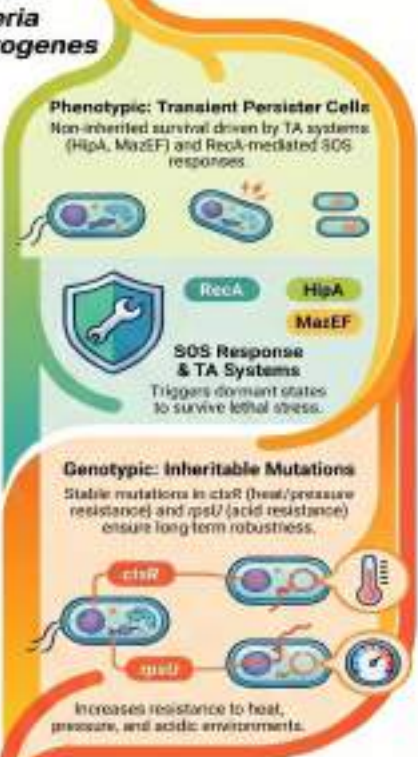 eria
ogenes
Phenotypic: Transient Persister Cells
Non-inherited survival driven by TA systems
(HipA, MazEF) and RecA-mediated SOS
responses
RecA
HipA
MazEF
SOS Response
& TA Systems
Triggers dormant states
to survive lethal stress.
Genotypic: Inheritable Mutations
Stable mutations in ctsR (heat/pressure
resistance) and rpsU (acid resistance)
ensure long-term robustness.
ctsR
rpsU
Increases resistance to heat,
pressure, and acidic environments.